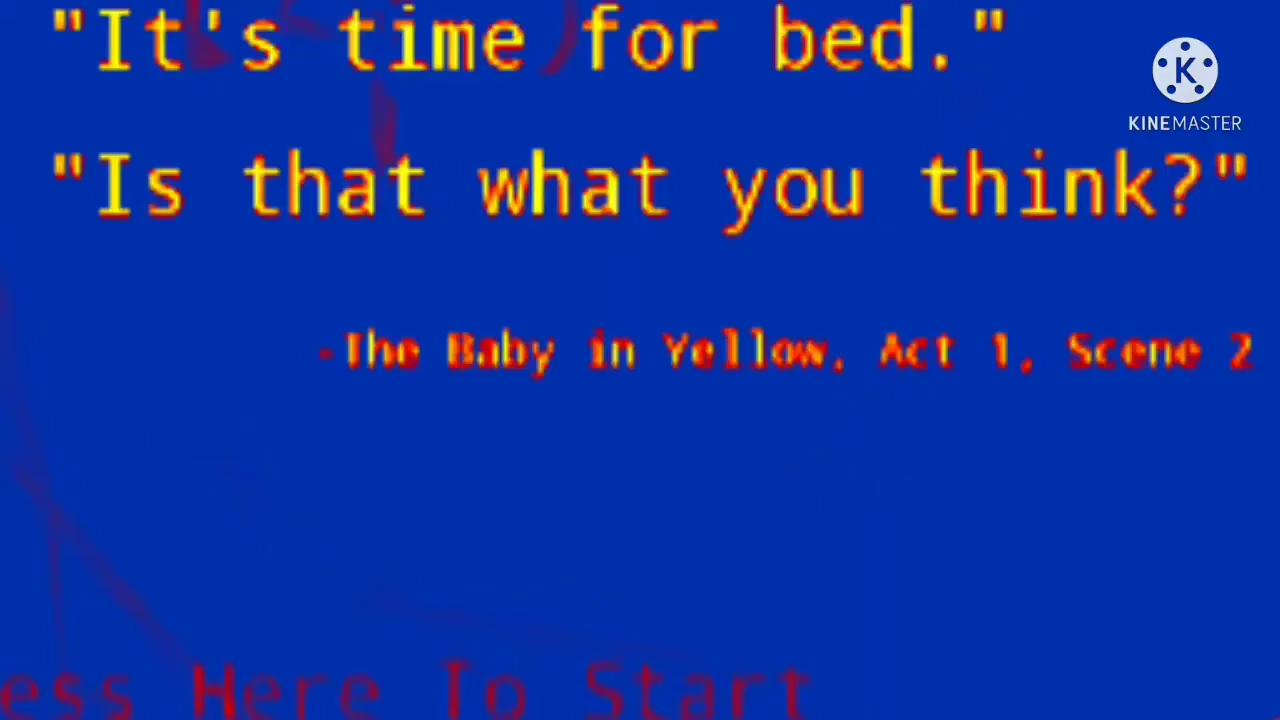 "It's time for bed."
KINEMASTER
"Is that what you think?"
-The Baby in Yellow, Act 1, Scene 2
ess Here To Start